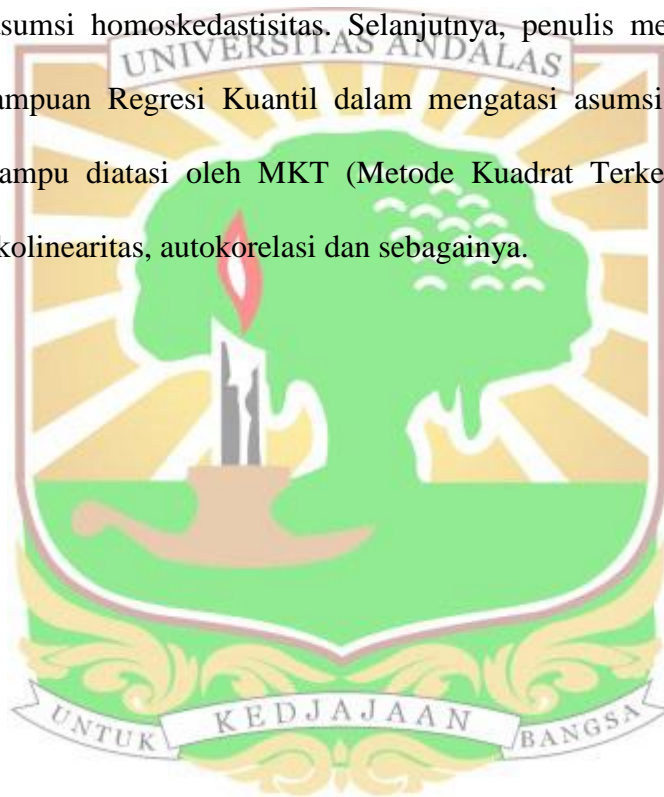 asumsi homoskedastisitas. Selanjutnya, penulis me
UNIVERSITAS ANDALAS
ampuan Regresi Kuantil dalam mengatasi asumsi
ampu diatasi oleh MKT (Metode Kuadrat Terke
kolinearitas, autokorelasi dan sebagainya.
UNTUK KEDJAJAAN BANGSA